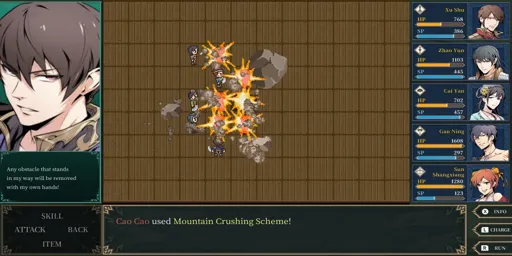 Xu Shu
HP 768
SP 386
Zhao Yun
HP 1103
SP 445
Cai Yan
HP 702
SP 457
Gan Ning
HP 1608
SP 297
Sun
Shangxiang
HP 1280
SP 423
Any obstacle that stands
in my way will be removed
with my own hands!
SKILL
ATTACK BACK
ITEM
Cao Cao used Mountain Crushing Scheme!
X INFO
L CHARGE
R RUN